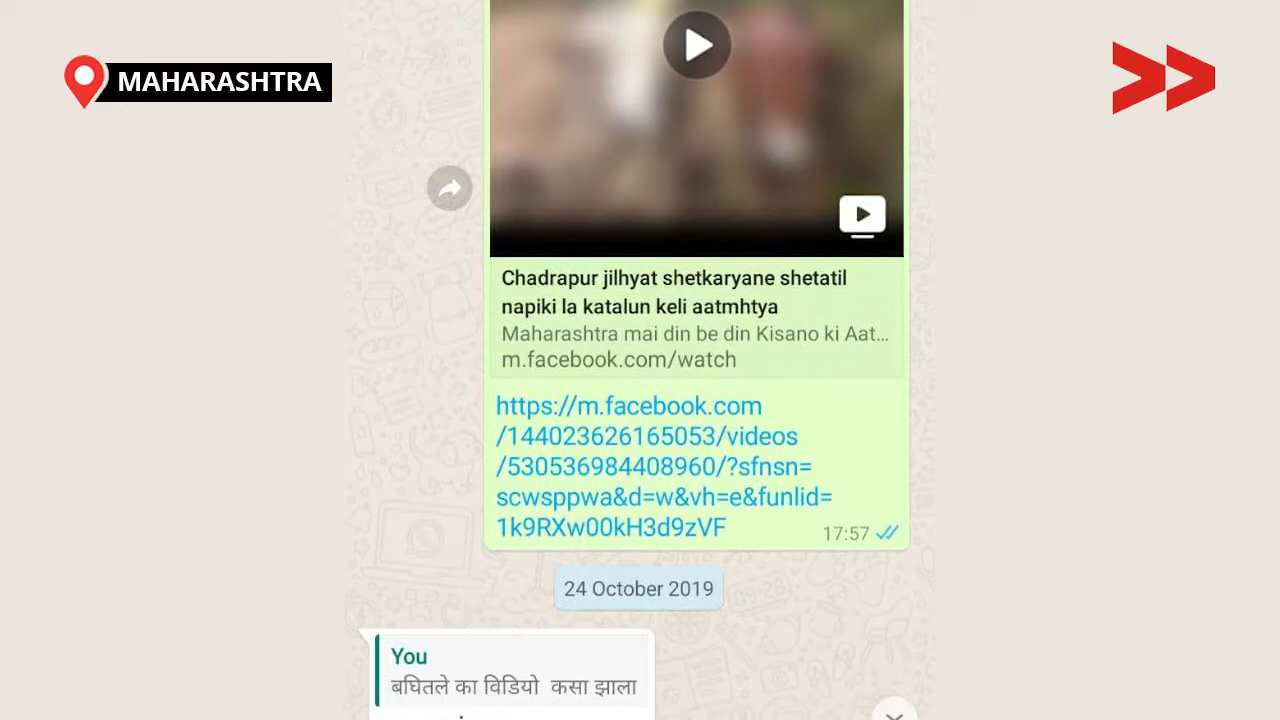 MAHARASHTRA
Chadrapur jilhyat shetkaryane shetatil
napiki la katalun keli aatmhtya
Maharashtra mai din be din Kisano ki Aat...
m.facebook.com/watch
https://m.facebook.com
/144023626165053/videos
/530536984408960/?sfnsn=
scwsppwa&d=w&vh=e&funlid=
1k9RXw00kH3d9zVF
17:57
24 October 2019
You
बघितले का विडियो कसा झाला